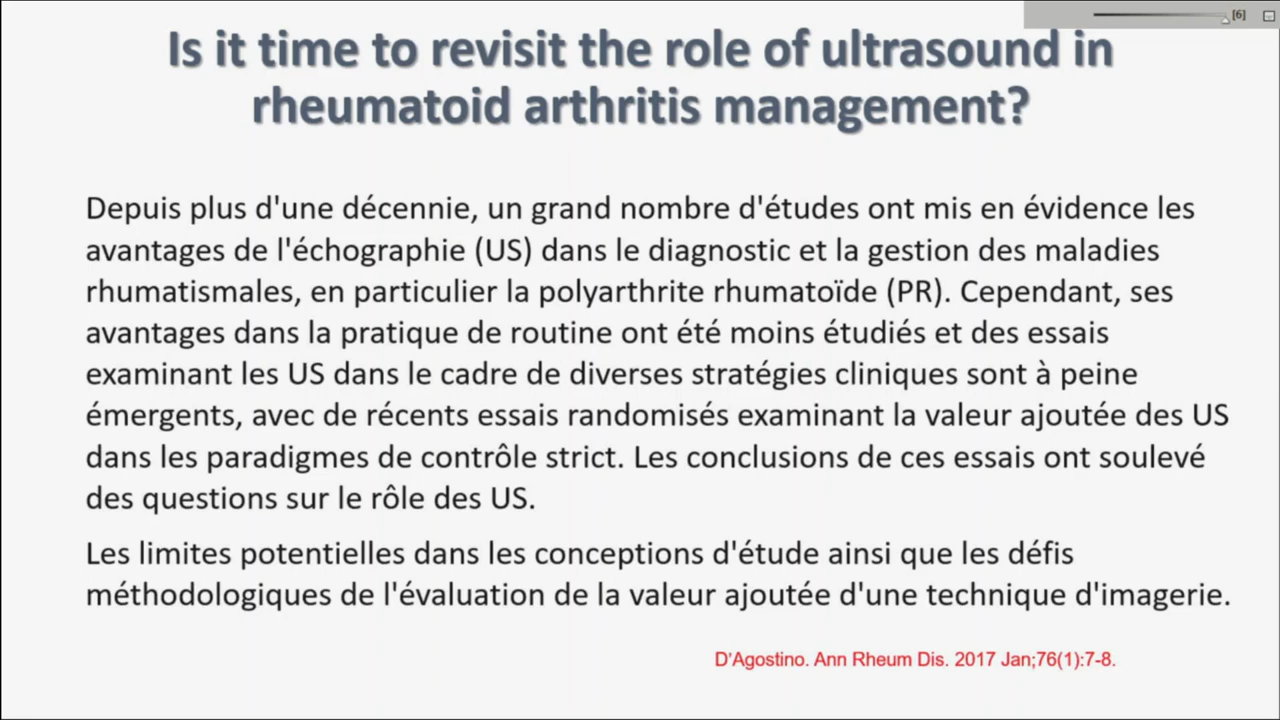 [6]
Is it time to revisit the role of ultrasound in
rheumatoid arthritis management?
Depuis plus d'une décennie, un grand nombre d'études ont mis en évidence les
avantages de l'échographie (US) dans le diagnostic et la gestion des maladies
rhumatismales, en particulier la polyarthrite rhumatoïde (PR). Cependant, ses
avantages dans la pratique de routine ont été moins étudiés et des essais
examinant les US dans le cadre de diverses stratégies cliniques sont à peine
émergents, avec de récents essais randomisés examinant la valeur ajoutée des US
dans les paradigmes de contrôle strict. Les conclusions de ces essais ont soulevé
des questions sur le rôle des US.
Les limites potentielles dans les conceptions d'étude ainsi que les défis
méthodologiques de l'évaluation de la valeur ajoutée d'une technique d'imagerie.
D'Agostino. Ann Rheum Dis. 2017 Jan;76(1):7-8.